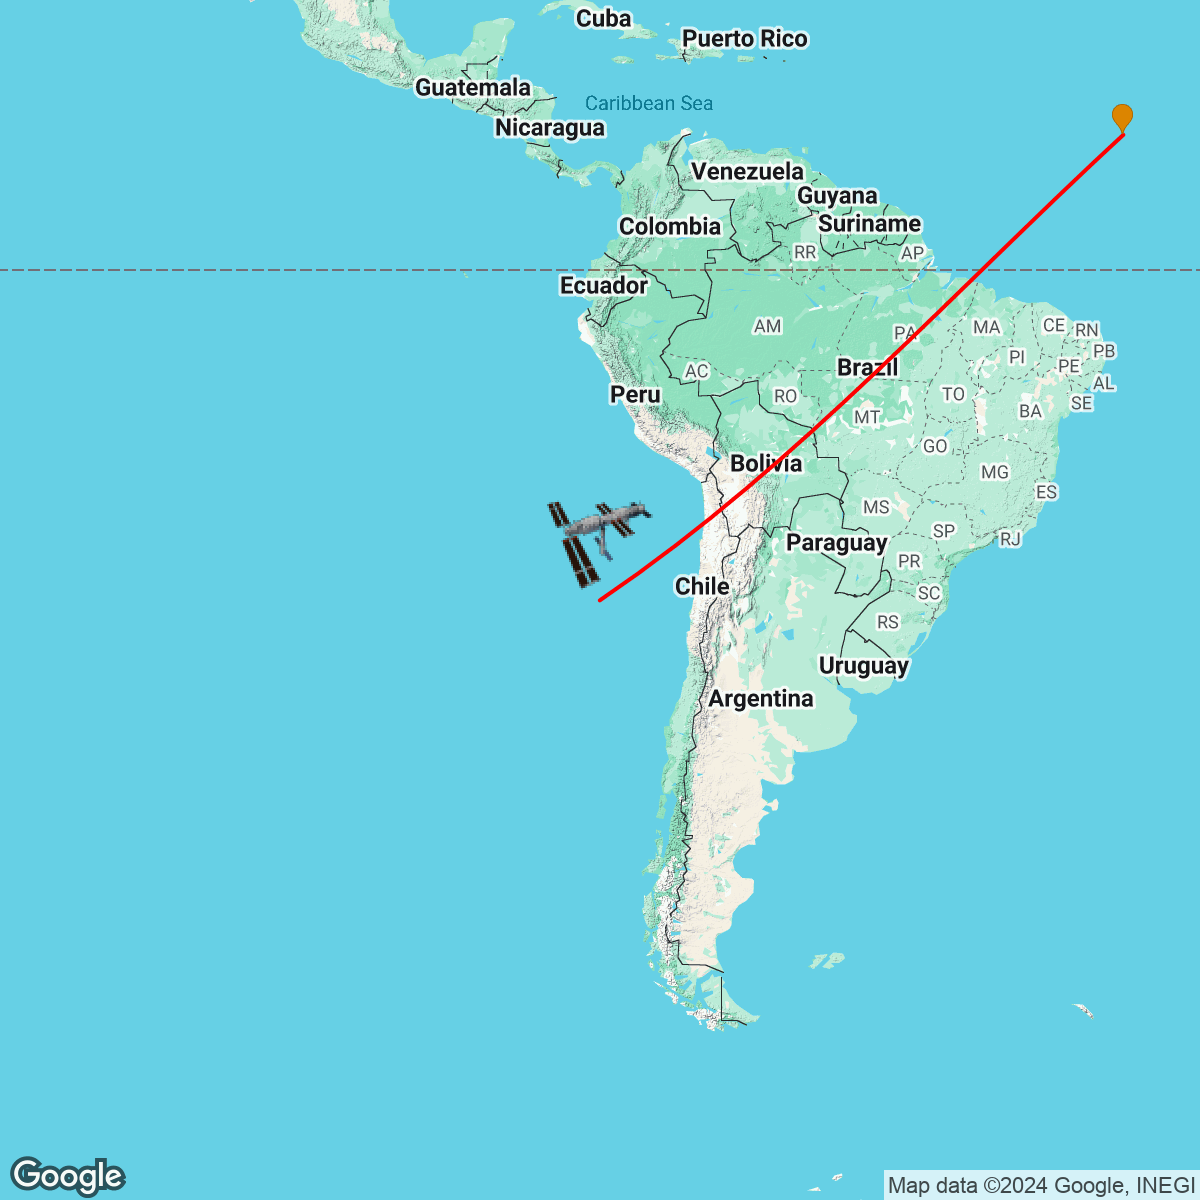 Cuba
Puerto Rico
Guatemala
Caribbean Sea
Nicaragua
Venezuela
Guyana
Colombia
Suriname
RR
AP
Ecuador
AM
PA
MA
CE
RN
PI
PB
Brazil
PE
AC
AL
Peru
RO
TO
SE
BA
MT
GO
Bolivia
MG
ES
MS
SP
RJ
Paraguay
PR
Chile
SC
RS
Uruguay
Argentina
Google
Map data ©2024 Google, INEGI